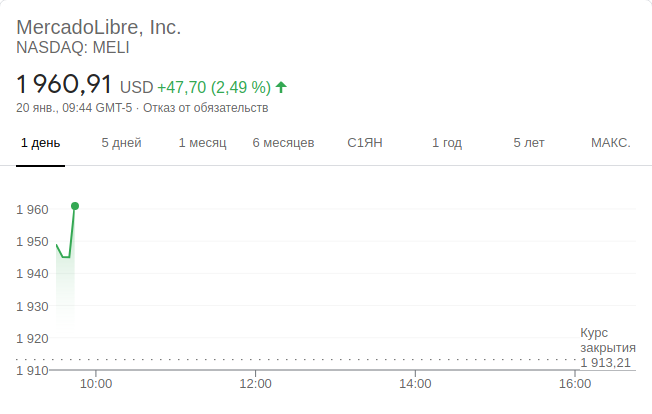 MercadoLibre, Inc.
NASDAQ: MELI
1 960,91 USD +47,70 (2,49 %)
20 янв., 09:44 GMT-5 · Отказ от обязательств
1 день 5 дней 1 месяц 6 месяцев С1ЯН 1 год 5 лет МАКС.
1 960
1 950
1 940
1 930
1 920
1 910
Курс
закрытия
1 913,21
10:00 12:00 14:00 16:00